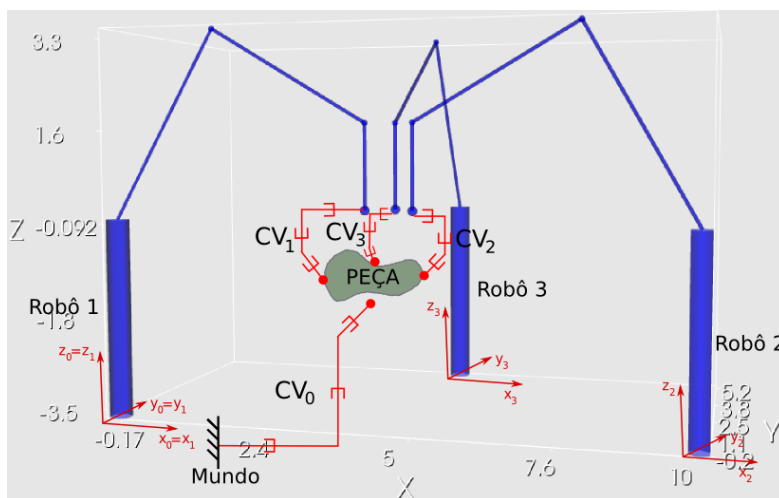 3.3
1.6
Z -0.092
CV1 CV3 CV2
PEÇA
Robô 1
Robô 3
-1.8
z3
Robô 2
z0=z1
y3
x3
z2
CV0
y0=y1
-3.5
5.2
3.8
2.5
Y
y2
1.1
-0.17
x0=x1
-0.2
2.4
x2
Mundo
5
7.6
10
X